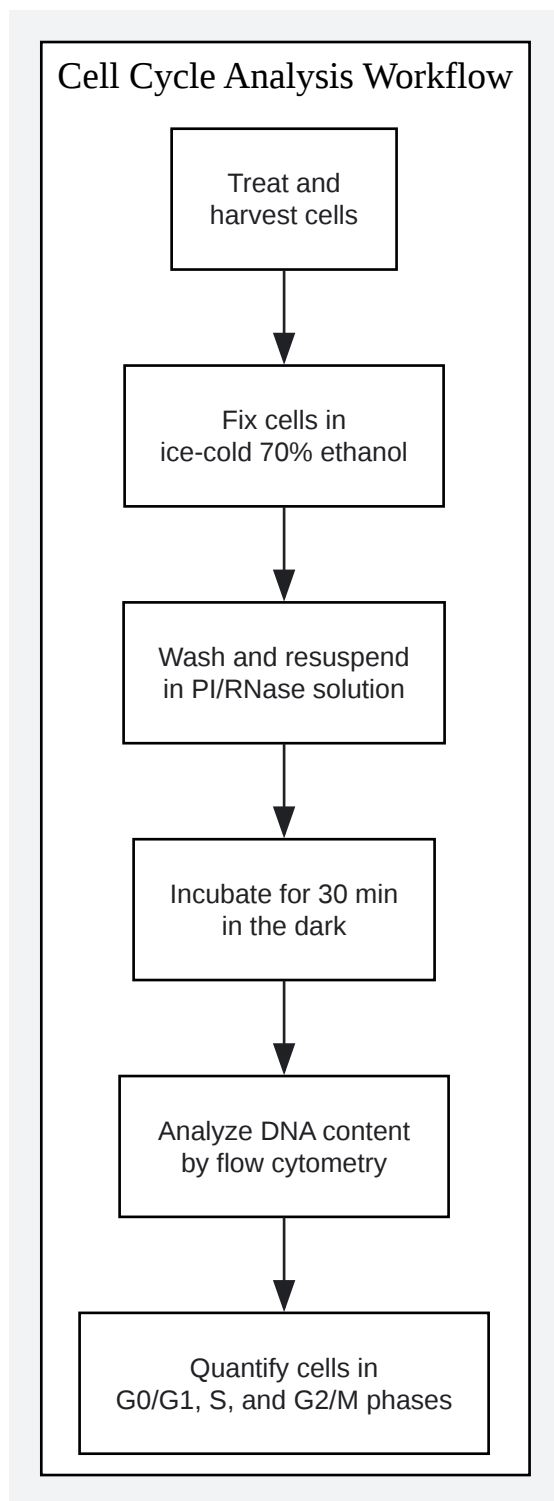 Cell Cycle Analysis Workflow
Treat and
harvest cells
Fix cells in
ice-cold 70% ethanol
Wash and resuspend
in PI/RNase solution
Incubate for 30 min
in the dark
Analyze DNA content
by flow cytometry
Quantify cells in
G0/G1, S, and G2/M phases